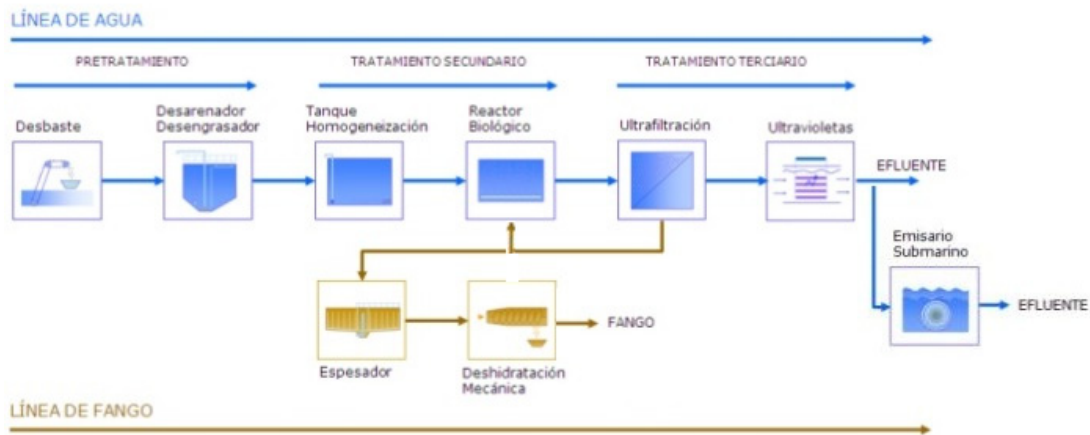 LÍNEA DE AGUA
PRETRATAMIENTO
TRATAMIENTO SECUNDARIO
TRATAMIENTO TERCIARIO
Desbaste
Desarenador
Desengrasador
Tanque
Homogeneización
Reactor
Biológico
Ultrafiltración
Ultravioletas
EFLUENTE
Emisario
Submarino
EFLUENTE
FANGO
Espesador
Deshidratación
Mecánica
LÍNEA DE FANGO